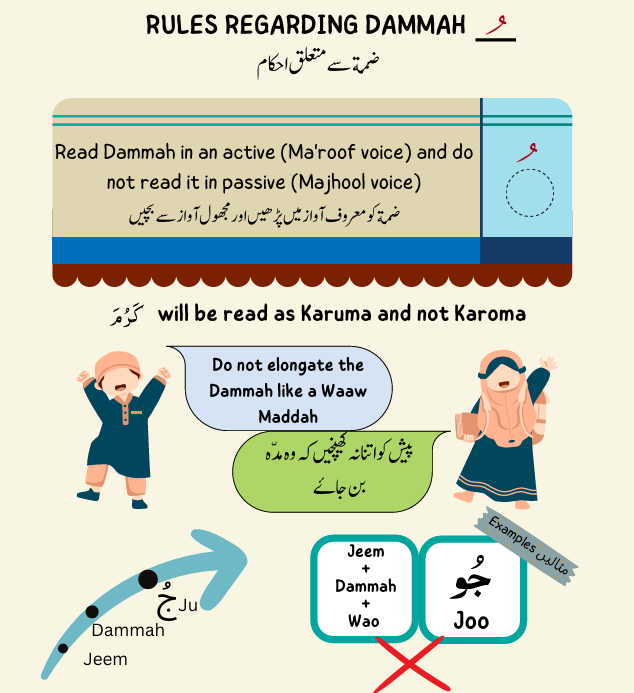 RULES REGARDING DAMMAH ـُ
ضمۃ سے متعلق احکام
Read Dammah in an active (Ma'roof voice) and do
not read it in passive (Majhool voice)
ضمۃ کو معروف آواز میں پڑھیں اور مجھول آواز سے بچیں
ـُ
كَرُمَ will be read as Karuma and not Karoma
Do not elongate the
Dammah like a Waaw
Maddah
پیش کو اتنا نہ کھینچیں کہ وہ مدّہ
بن جائے
Examples مثالیں
Jeem
+
Dammah
+
Wao
جُو
Joo
جُ Ju
Dammah
Jeem